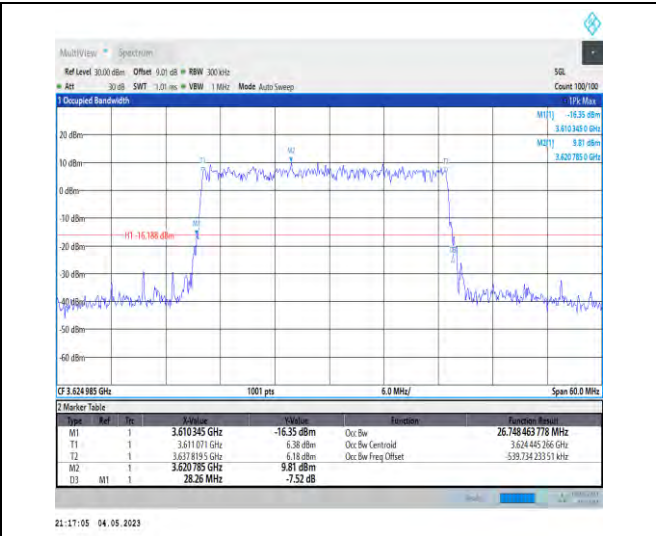 MultiView Spectrum
Ref Level 30.00 dBm Offset 9.01 dB RBW 300 kHz SGL
Att 30 dB SWT 1.01 ms VBW 1 MHz Mode Auto Sweep Count 100/100
1 Occupied Bandwidth 1Pk Max
M1[1] -16.35 dBm
3.610345 0 GHz
M2[1] 9.81 dBm
3.620 785 0 GHz
20 dBm
M2
10 dBm
T1
0 dBm
-10 dBm
M1
H1 -16.188 dBm
-20 dBm
-30 dBm
-40 dBm
-50 dBm
-60 dBm
CF 3.624 985 GHz 1001 pts 6.0 MHz/ Span 60.0 MHz
2 Marker Table
Type Ref Trc X-Value Y-Value Function Function Result
M1 1 3.610345 GHz -16.35 dBm Occ Bw 26.748 463 778 MHz
T1 1 3.611 071 GHz 6.38 dBm Occ Bw Centroid 3.624 445 266 GHz
T2 1 3.637 819 5 GHz 6.18 dBm Occ Bw Freq Offset -539.734 233 51 kHz
M2 1 3.620785 GHz 9.81 dBm
D3 M1 1 28.26 MHz -7.52 dB
21:17:05 04.05.2023